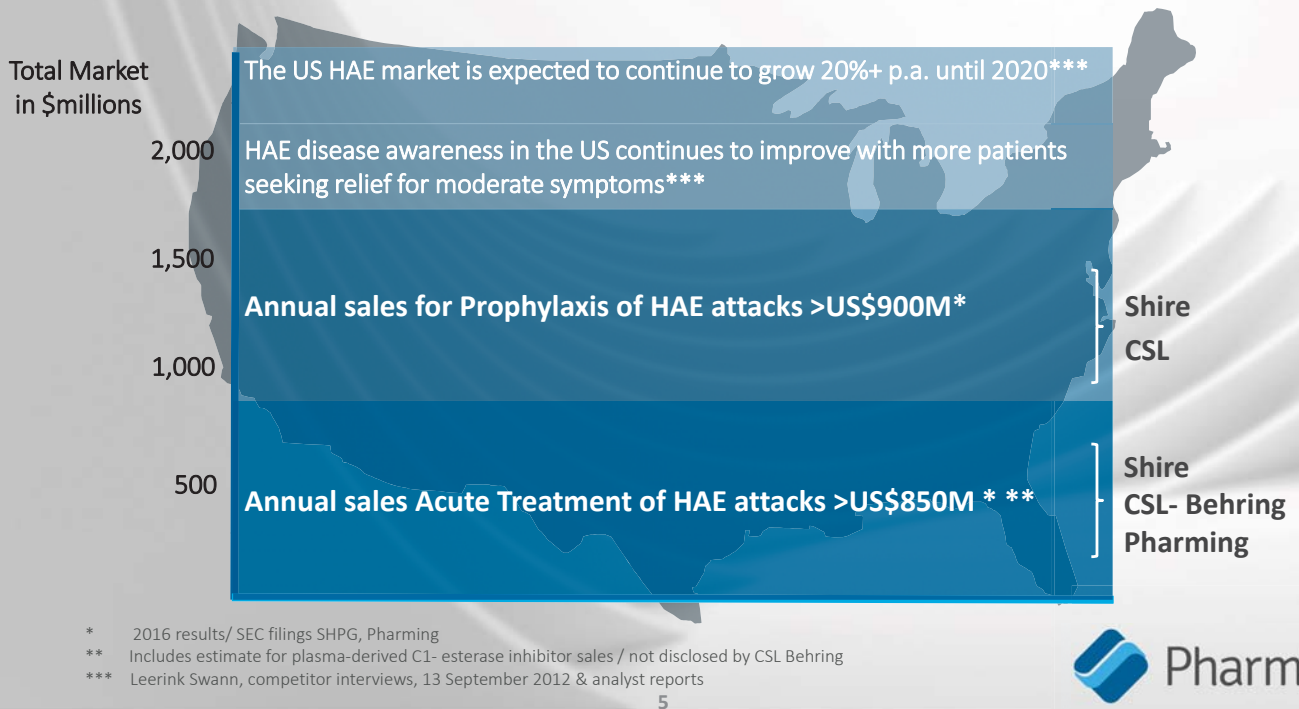 Total Market
in $millions
The US HAE market is expected to continue to grow 20%+ p.a. until 2020***
2,000
HAE disease awareness in the US continues to improve with more patients
seeking relief for moderate symptoms***
1,500
Annual sales for Prophylaxis of HAE attacks >US$900M*
Shire
CSL
1,000
500
Annual sales Acute Treatment of HAE attacks >US$850M * **
Shire
CSL- Behring
Pharming
* 2016 results/ SEC filings SHPG, Pharming
** Includes estimate for plasma-derived C1- esterase inhibitor sales / not disclosed by CSL Behring
*** Leerink Swann, competitor interviews, 13 September 2012 & analyst reports
5
Pharm